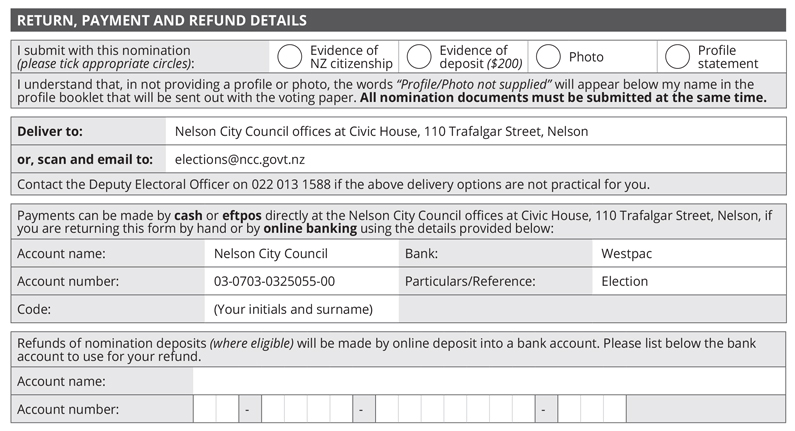 RETURN, PAYMENT AND REFUND DETAILS
I submit with this nomination
(please tick appropriate circles):
Evidence of
NZ citizenship
Evidence of
deposit ($200)
Photo
Profile
statement
I understand that, in not providing a profile or photo, the words “Profile/Photo not supplied” will appear below my name in the
profile booklet that will be sent out with the voting paper. All nomination documents must be submitted at the same time.
Deliver to: Nelson City Council offices at Civic House, 110 Trafalgar Street, Nelson
or, scan and email to: elections@ncc.govt.nz
Contact the Deputy Electoral Officer on 022 013 1588 if the above delivery options are not practical for you.
Payments can be made by cash or eftpos directly at the Nelson City Council offices at Civic House, 110 Trafalgar Street, Nelson, if
you are returning this form by hand or by online banking using the details provided below:
Account name: Nelson City Council Bank: Westpac
Account number: 03-0703-0325055-00 Particulars/Reference: Election
Code: (Your initials and surname)
Refunds of nomination deposits (where eligible) will be made by online deposit into a bank account. Please list below the bank
account to use for your refund.
Account name:
Account number: - - -